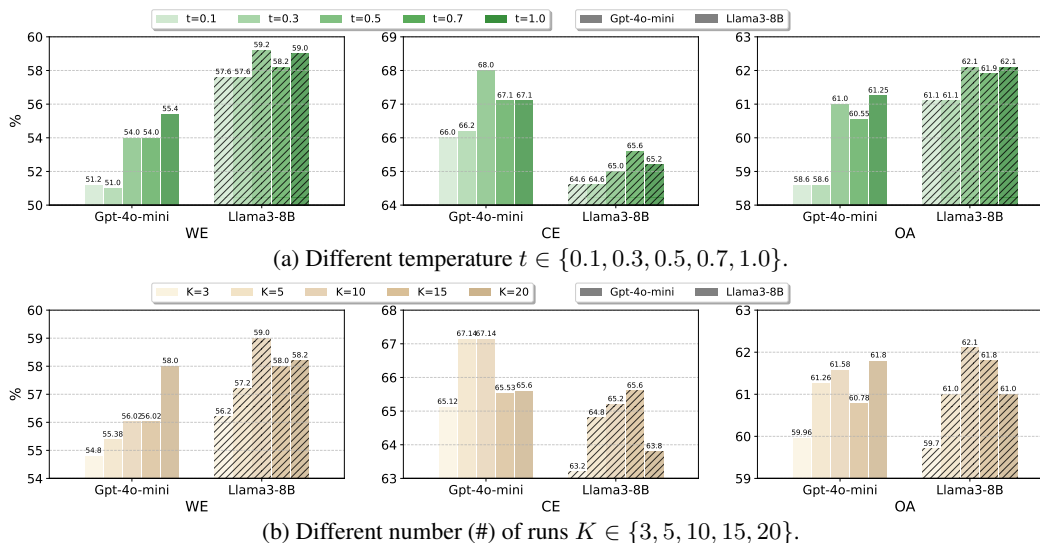 t=0.1 t=0.3 t=0.5 t=0.7 t=1.0 Gpt-4o-mini Llama3-8B
%
60
58
56
54
52
50
51.2 51.0 54.0 54.0 55.4 57.6 57.6 59.2 58.2 59.0
Gpt-4o-mini Llama3-8B
WE
69
68
67
66
65
64
66.0 66.2 68.0 67.1 67.1 64.6 64.6 65.0 65.6 65.2
Gpt-4o-mini Llama3-8B
CE
63
62
61
60
59
58
58.6 58.6 61.0 60.55 61.25 61.1 61.1 62.1 61.9 62.1
Gpt-4o-mini Llama3-8B
OA
(a) Different temperature t ∈ {0.1, 0.3, 0.5, 0.7, 1.0}.
K=3 K=5 K=10 K=15 K=20 Gpt-4o-mini Llama3-8B
%
60
59
58
57
56
55
54
54.8 55.38 56.02 56.02 58.0 56.2 57.2 59.0 58.0 58.2
Gpt-4o-mini Llama3-8B
WE
68
67
66
65
64
63
65.12 67.14 67.14 65.53 65.6 63.2 64.8 65.2 65.6 63.8
Gpt-4o-mini Llama3-8B
CE
63
62
61
60
59
59.96 61.26 61.58 60.78 61.8 59.7 61.0 62.1 61.8 61.0
Gpt-4o-mini Llama3-8B
OA
(b) Different number (#) of runs K ∈ {3, 5, 10, 15, 20}.